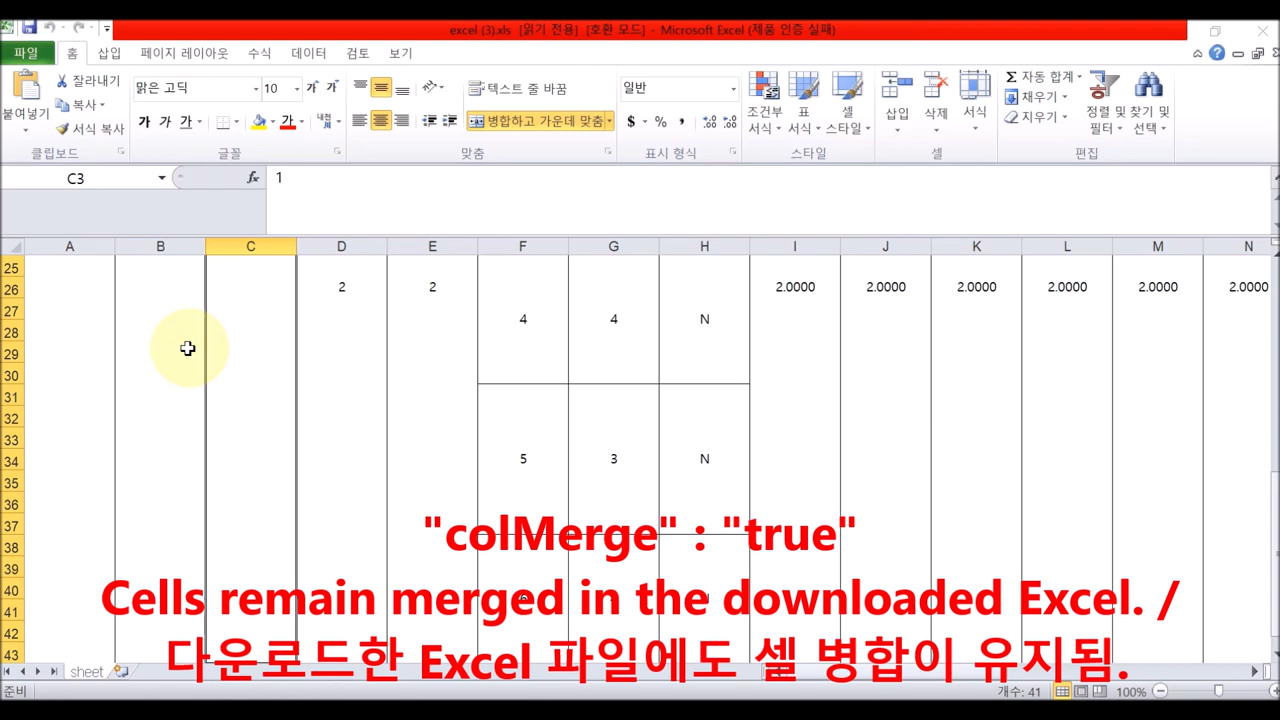 excel (3).xls [읽기 전용] [호환 모드] - Microsoft Excel (제품 인증 실패)
파일 홈 삽입 페이지 레이아웃 수식 데이터 검토 보기
붙여넣기
잘라내기
복사
서식 복사
클립보드
맑은 고딕 10
가 가 가
글꼴
텍스트 줄 바꿈
병합하고 가운데 맞춤
맞춤
일반
$ % ,
표시 형식
조건부 서식
표 서식
셀 스타일
스타일
삽입 삭제 서식
셀
Σ 자동 합계
채우기
지우기
정렬 및 필터
찾기 및 선택
편집
C3 fx 1
A B C D E F G H I J K L M N
25
26 2 2 2.0000 2.0000 2.0000 2.0000 2.0000 2.0000
27
28 4 4 N
29
30
31
32
33
34 5 3 N
35
36
37
38
39
40
41
42
43
"colMerge" : "true"
Cells remain merged in the downloaded Excel. /
다운로드한 Excel 파일에도 셀 병합이 유지됨.
sheet
준비 개수: 41 100%